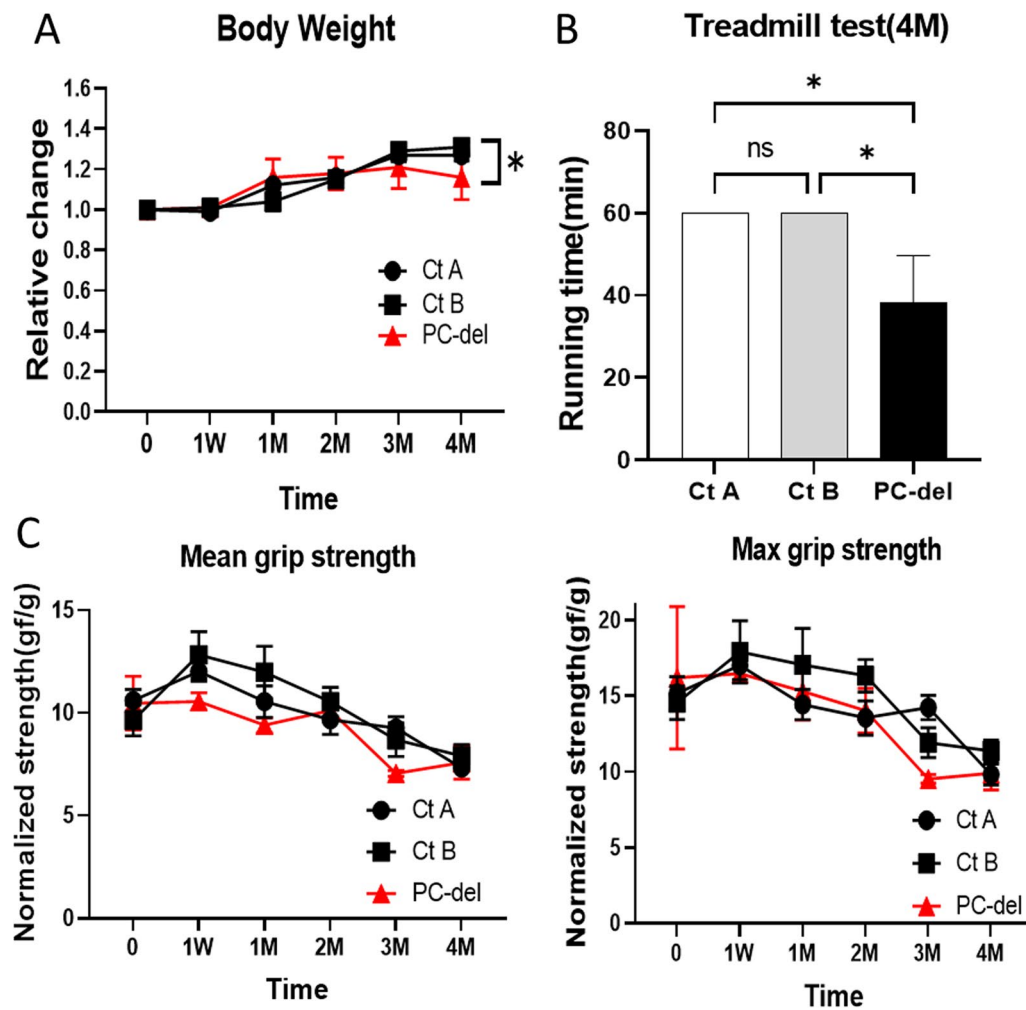 A
Body Weight
Relative change
1.6
1.4
1.2
1.0
0.8
0.6
0.4
0.2
0.0
*
Ct A
Ct B
PC-del
0 1W 1M 2M 3M 4M
Time
B
Treadmill test(4M)
*
ns
*
Running time(min)
80
60
40
20
0
Ct A Ct B PC-del
C
Mean grip strength
Normalized strength(gf/g)
15
10
5
0
Ct A
Ct B
PC-del
0 1W 1M 2M 3M 4M
Time
Max grip strength
Normalized strength(gf/g)
20
15
10
5
0
Ct A
Ct B
PC-del
0 1W 1M 2M 3M 4M
Time